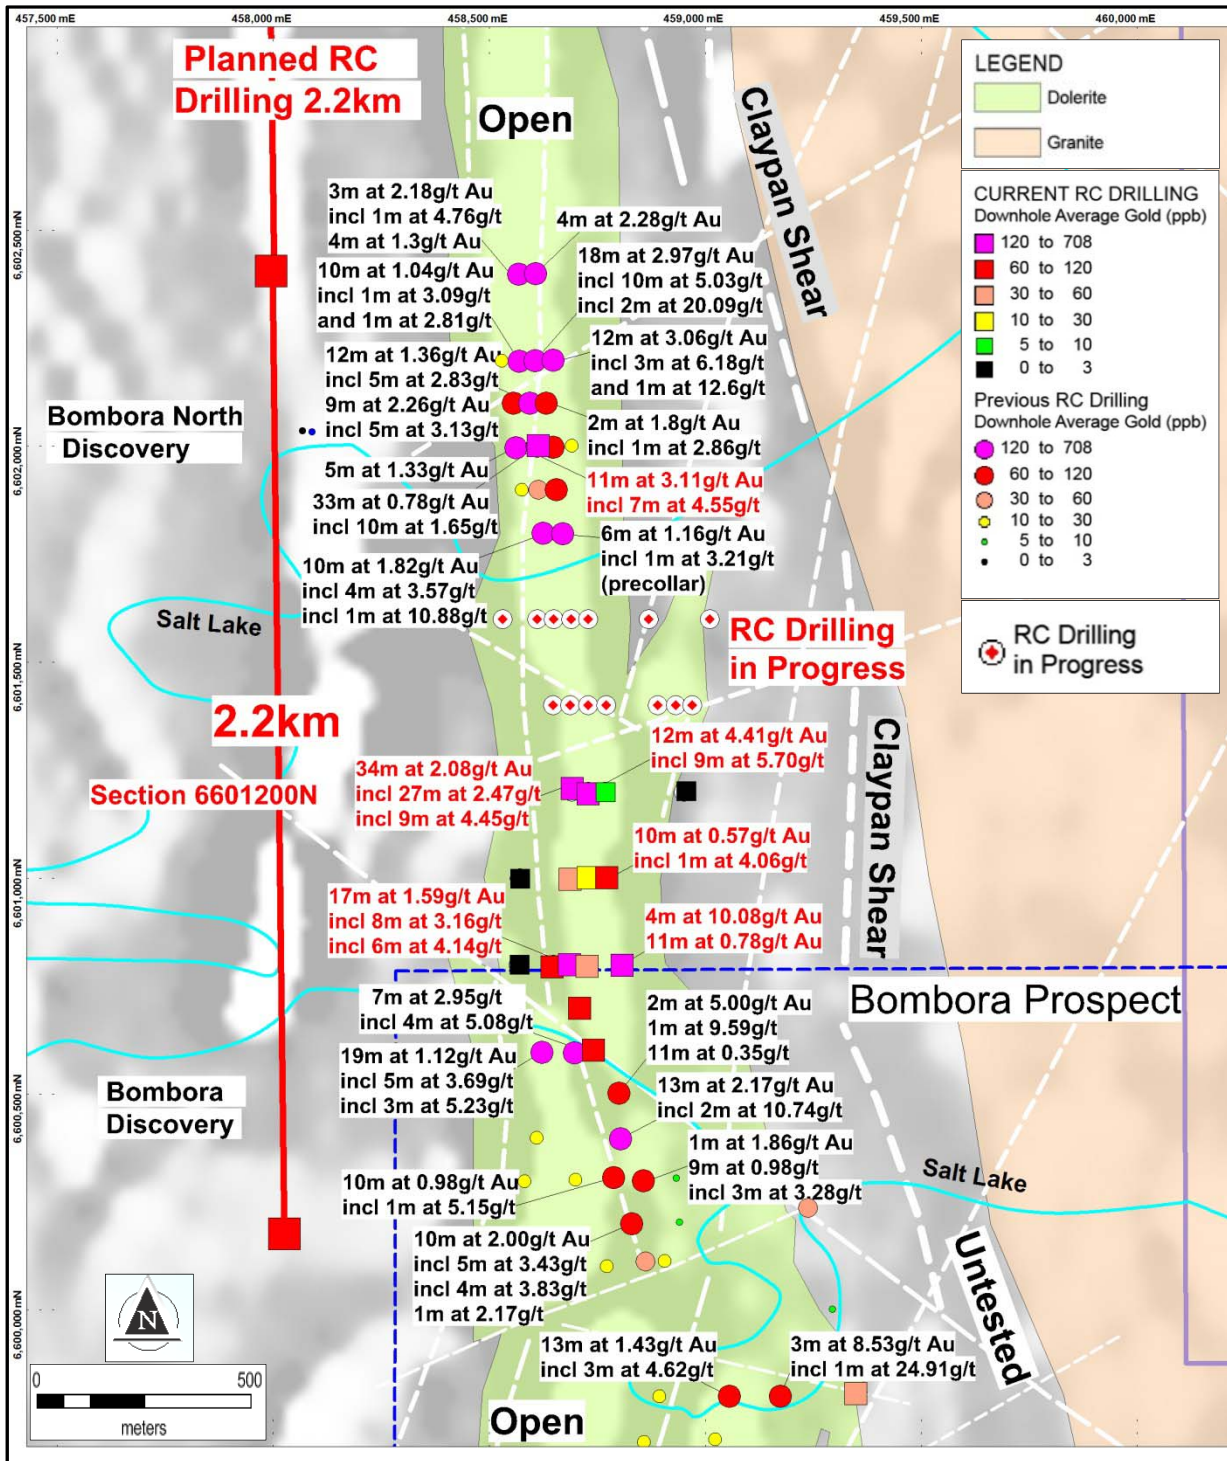 457,500 mE
458,000 mE
458,500 mE
459,000 mE
459,500 mE
460,000 mE
Planned RC
Drilling 2.2km
Open
Claypan Shear
LEGEND
Dolerite
Granite
CURRENT RC DRILLING
Downhole Average Gold (ppb)
120 to 708
60 to 120
30 to 60
10 to 30
5 to 10
0 to 3
Previous RC Drilling
Downhole Average Gold (ppb)
120 to 708
60 to 120
30 to 60
10 to 30
5 to 10
0 to 3
RC Drilling
in Progress
6,602,500 mN
6,602,000 mN
6,601,500 mN
6,601,000 mN
6,600,500 mN
6,600,000 mN
3m at 2.18g/t Au
incl 1m at 4.76g/t
4m at 1.3g/t Au
4m at 2.28g/t Au
10m at 1.04g/t Au
incl 1m at 3.09g/t
and 1m at 2.81g/t
18m at 2.97g/t Au
incl 10m at 5.03g/t
incl 2m at 20.09g/t
12m at 3.06g/t Au
incl 3m at 6.18g/t
and 1m at 12.6g/t
12m at 1.36g/t Au
incl 5m at 2.83g/t
9m at 2.26g/t Au
incl 5m at 3.13g/t
2m at 1.8g/t Au
incl 1m at 2.86g/t
Bombora North
Discovery
5m at 1.33g/t Au
33m at 0.78g/t Au
incl 10m at 1.65g/t
11m at 3.11g/t Au
incl 7m at 4.55g/t
10m at 1.82g/t Au
incl 4m at 3.57g/t
incl 1m at 10.88g/t
6m at 1.16g/t Au
incl 1m at 3.21g/t
(precollar)
Salt Lake
RC Drilling
in Progress
2.2km
Section 6601200N
12m at 4.41g/t Au
incl 9m at 5.70g/t
34m at 2.08g/t Au
incl 27m at 2.47g/t
incl 9m at 4.45g/t
Claypan Shear
10m at 0.57g/t Au
incl 1m at 4.06g/t
17m at 1.59g/t Au
incl 8m at 3.16g/t
incl 6m at 4.14g/t
4m at 10.08g/t Au
11m at 0.78g/t Au
Bombora Prospect
7m at 2.95g/t
incl 4m at 5.08g/t
2m at 5.00g/t Au
1m at 9.59g/t
11m at 0.35g/t
19m at 1.12g/t Au
incl 5m at 3.69g/t
incl 3m at 5.23g/t
13m at 2.17g/t Au
incl 2m at 10.74g/t
Bombora
Discovery
1m at 1.86g/t Au
9m at 0.98g/t
incl 3m at 3.28g/t
Salt Lake
10m at 0.98g/t Au
incl 1m at 5.15g/t
10m at 2.00g/t Au
incl 5m at 3.43g/t
incl 4m at 3.83g/t
1m at 2.17g/t
Untested
N
13m at 1.43g/t Au
incl 3m at 4.62g/t
3m at 8.53g/t Au
incl 1m at 24.91g/t
0
500
meters
Open